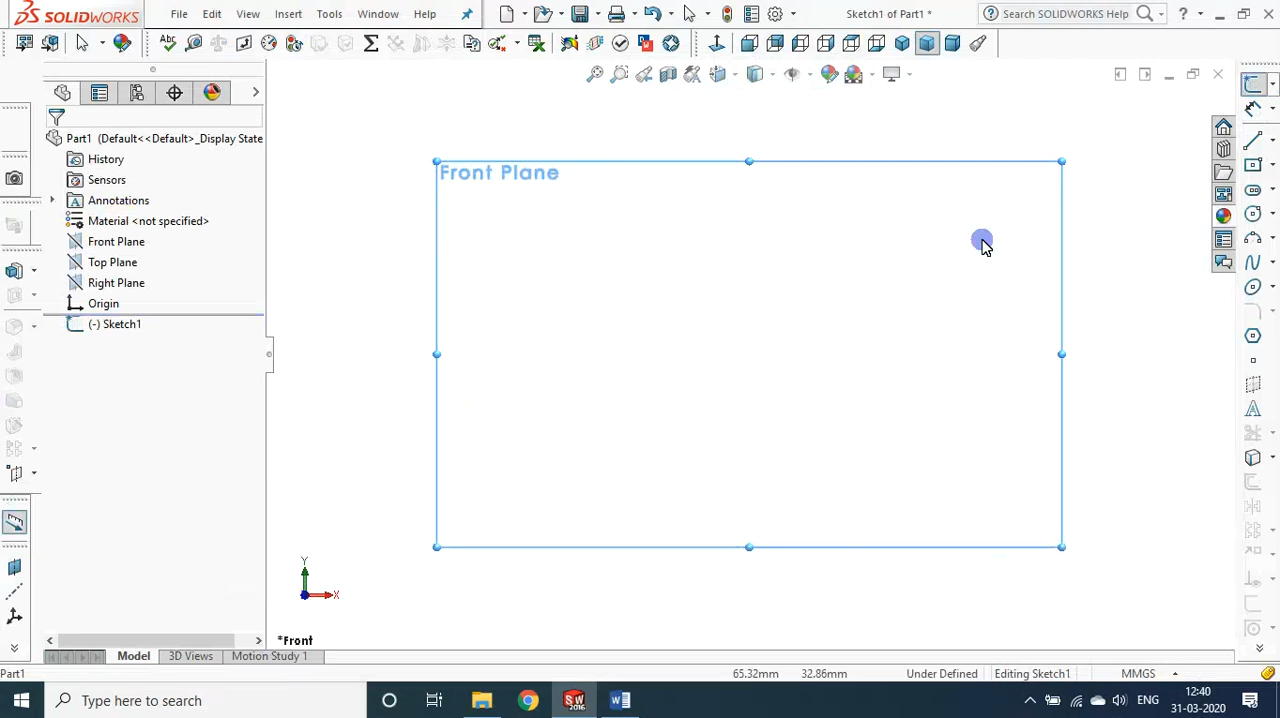 SOLIDWORKS
File
Edit
View
Insert
Tools
Window
Help
Sketch1 of Part1 *
Search SOLIDWORKS Help
?
Abc
Part1 (Default<<Default>_Display State
History
Sensors
A
Annotations
Material <not specified>
Front Plane
Top Plane
Right Plane
Origin
(-) Sketch1
Front Plane
Y
X
*Front
Model
3D Views
Motion Study 1
Part1
65.32mm
32.86mm
Under Defined
Editing Sketch1
MMGS
Type here to search
SW
2016
W
ENG
12:40
31-03-2020